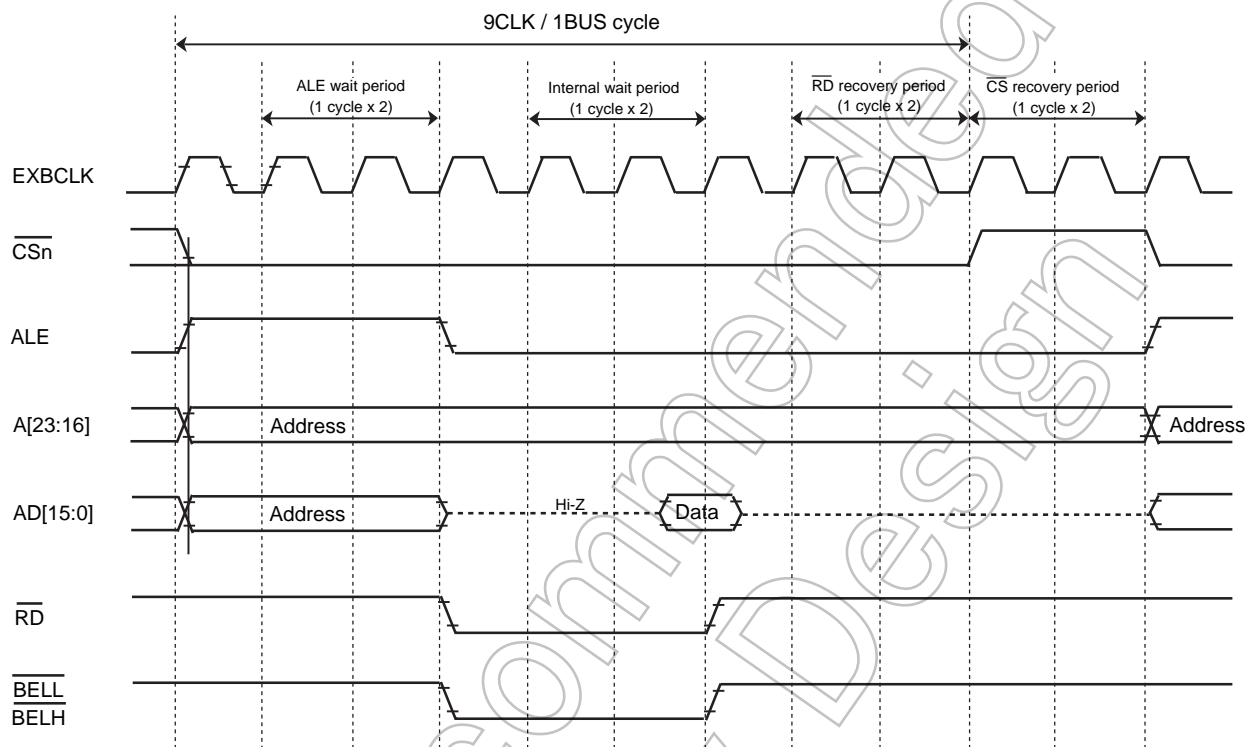 9CLK / 1BUS cycle
ALE wait period
(1 cycle x 2)
Internal wait period
(1 cycle x 2)
RD recovery period
(1 cycle x 2)
CS recovery period
(1 cycle x 2)
EXBCLK
CSn
ALE
A[23:16]
Address
Address
AD[15:0]
Address
Hi-Z
Data
RD
BELL
BELH
ommended
Design